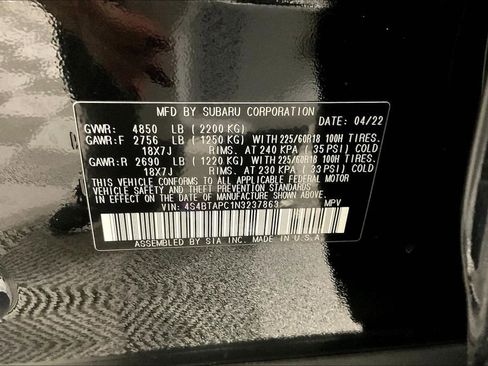 MFD BY SUBARU CORPORATION
DATE: 04/22
GVWR: 4850 LB ( 2200 KG)
GAWR:F 2756 LB ( 1250 KG) WITH 225/60R18 100H TIRES.
18X7J RIMS. AT 240 KPA ( 35 PSI) COLD
GAWR:R 2690 LB ( 1220 KG) WITH 225/60R18 100H TIRES.
18X7J RIMS. AT 230 KPA ( 33 PSI) COLD
THIS VEHICLE CONFORMS TO ALL APPLICABLE FEDERAL MOTOR
VEHICLE SAFETY AND THEFT PREVENTION STANDARDS
IN EFFECT ON THE DATE OF MANUFACTURE SHOWN ABOVE.
VIN: 4S4BTAPC1N3237863 MPV
ASSEMBLED BY SIA INC. MADE IN U.S.A.